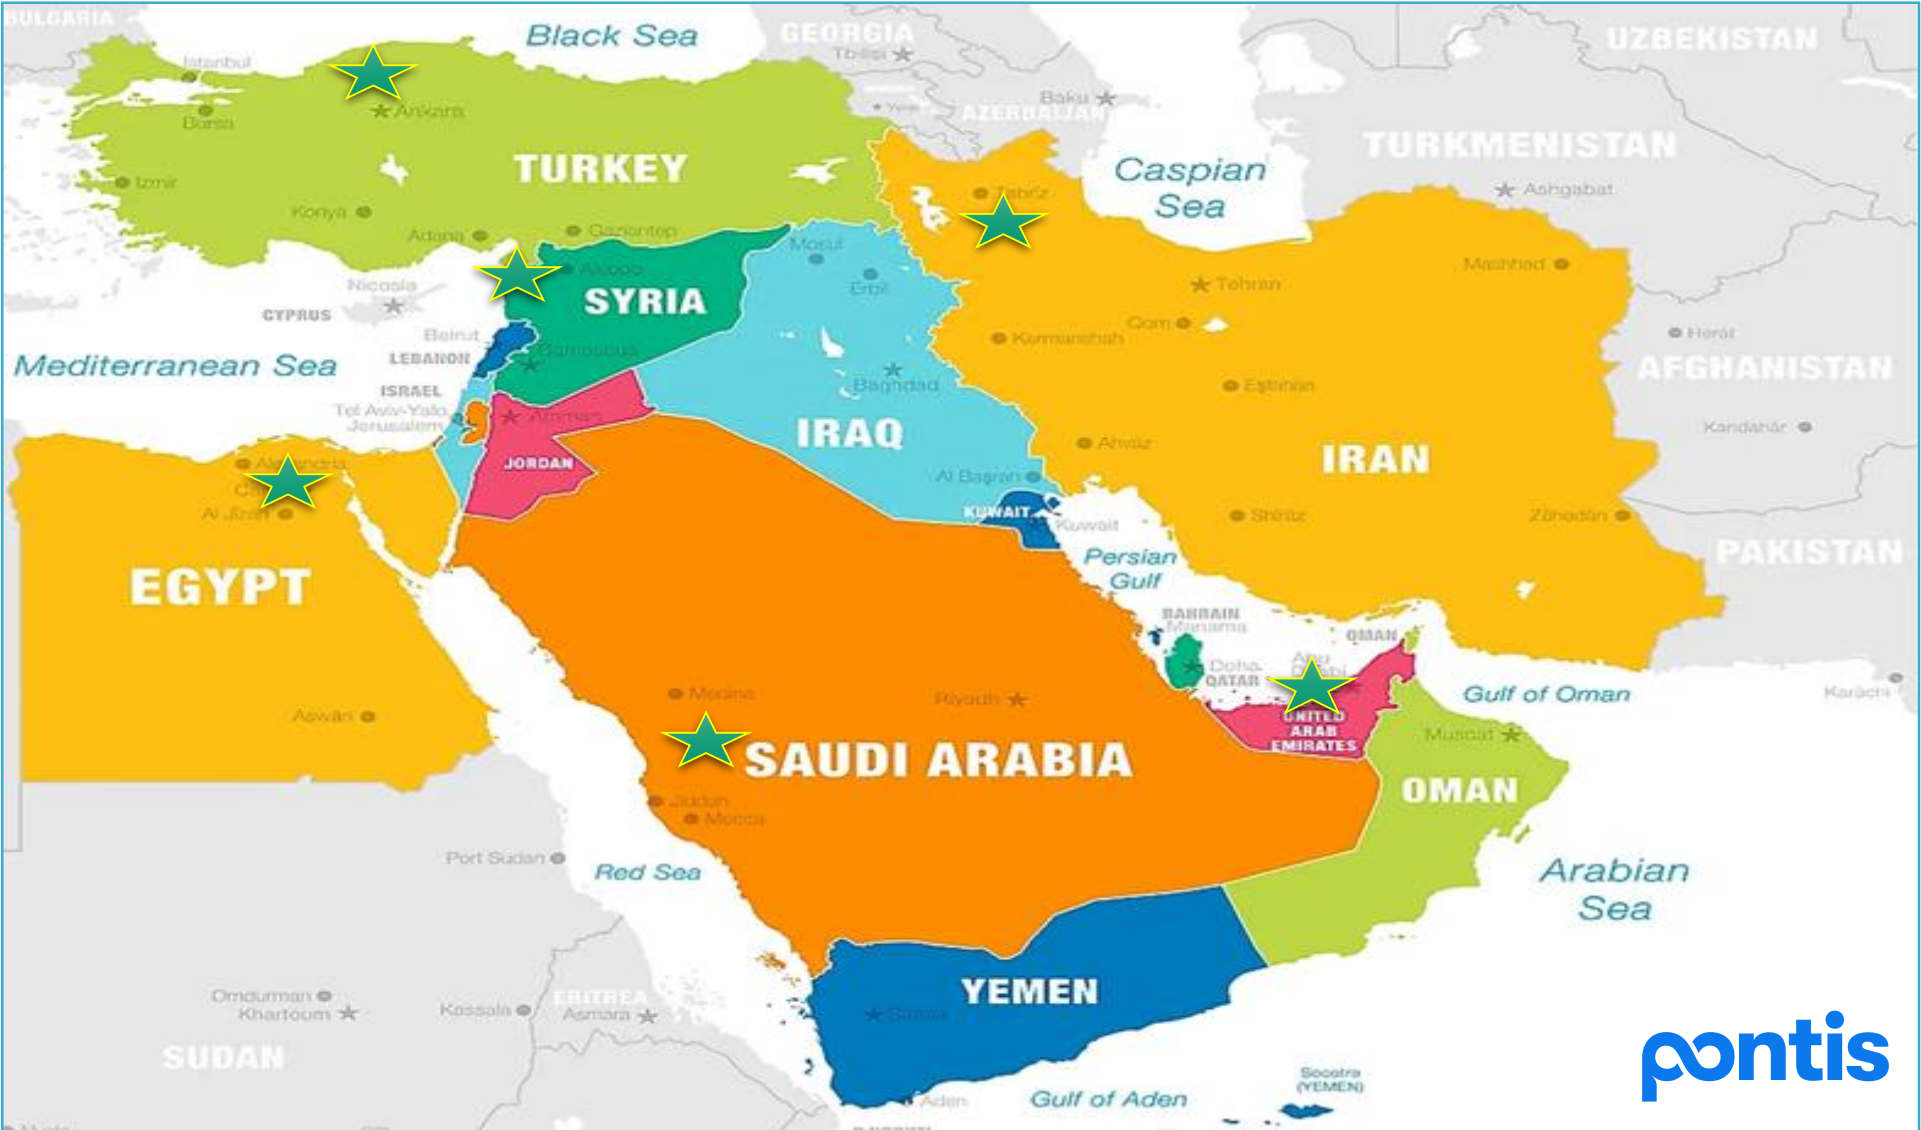 BULGARIA
Black Sea
GEORGIA
Tbilisi
UZBEKISTAN
Istanbul
Ankara
Bursa
Baku
AZERBAIJAN
TURKEY
TURKMENISTAN
Caspian
Sea
Izmir
Tabriz
Ashgabat
Konya
Adana
Gaziantep
Mosul
Aleppo
Erbil
Mashhad
Tehran
Nicosia
CYPRUS
SYRIA
Qom
Kermanshah
Herat
Beirut
LEBANON
Damascus
Mediterranean Sea
AFGHANISTAN
Baghdad
Eşfahan
ISRAEL
Tel Aviv-Yafo
Jerusalem
Amman
IRAQ
Kandahar
Ahvaz
IRAN
JORDAN
Al Başrah
KUWAIT
Kuwait
Al Jizah
Shiraz
Zahedan
PAKISTAN
Persian
Gulf
EGYPT
BAHRAIN
Manama
OMAN
Doha
QATAR
Gulf of Oman
Karachi
Medina
Riyadh
Aswân
UNITED
ARAB
EMIRATES
Muscat
SAUDI ARABIA
OMAN
Jiddah
Mecca
Port Sudan
Red Sea
Arabian
Sea
YEMEN
Omdurman
Khartoum
Kassala
ERITREA
Asmara
Sanaa
SUDAN
Socotra
(YEMEN)
Gulf of Aden
Aden
pontis